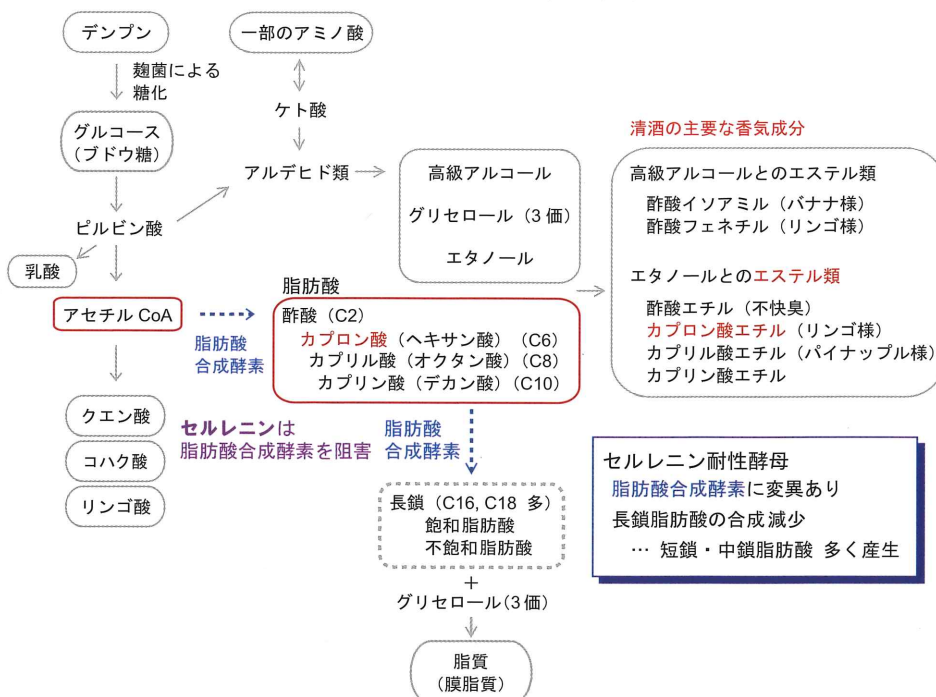 デンプン
一部のアミノ酸
麹菌による
糖化
ケト酸
グルコース
(ブドウ糖)
アルデヒド類
ピルビン酸
乳酸
高級アルコール
グリセロール（3価）
エタノール
清酒の主要な香気成分
高級アルコールとのエステル類
酢酸イソアミル（バナナ様）
酢酸フェネチル（リンゴ様）
エタノールとのエステル類
酢酸エチル（不快臭）
カプロン酸エチル（リンゴ様）
カプリル酸エチル（パイナップル様）
カプリン酸エチル
アセチル CoA
脂肪酸
合成酵素
脂肪酸
酢酸（C2）
カプロン酸（ヘキサン酸）（C6）
カプリル酸（オクタン酸）（C8）
カプリン酸（デカン酸）（C10）
クエン酸
コハク酸
リンゴ酸
セルレニンは
脂肪酸合成酵素を阻害
脂肪酸
合成酵素
長鎖（C16, C18 多）
飽和脂肪酸
不飽和脂肪酸
+
グリセロール(3価)
脂質
(膜脂質)
セルレニン耐性酵母
脂肪酸合成酵素に変異あり
長鎖脂肪酸の合成減少
… 短鎖・中鎖脂肪酸 多く産生